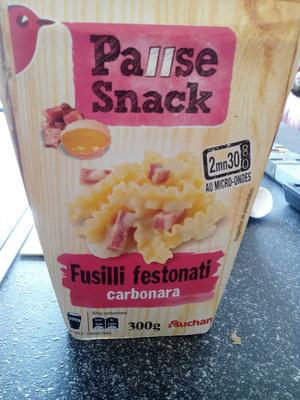 Pause
Snack
2mn30
AU MICRO-ONDES
Fusilli festonati
carbonara
300g
Auchan